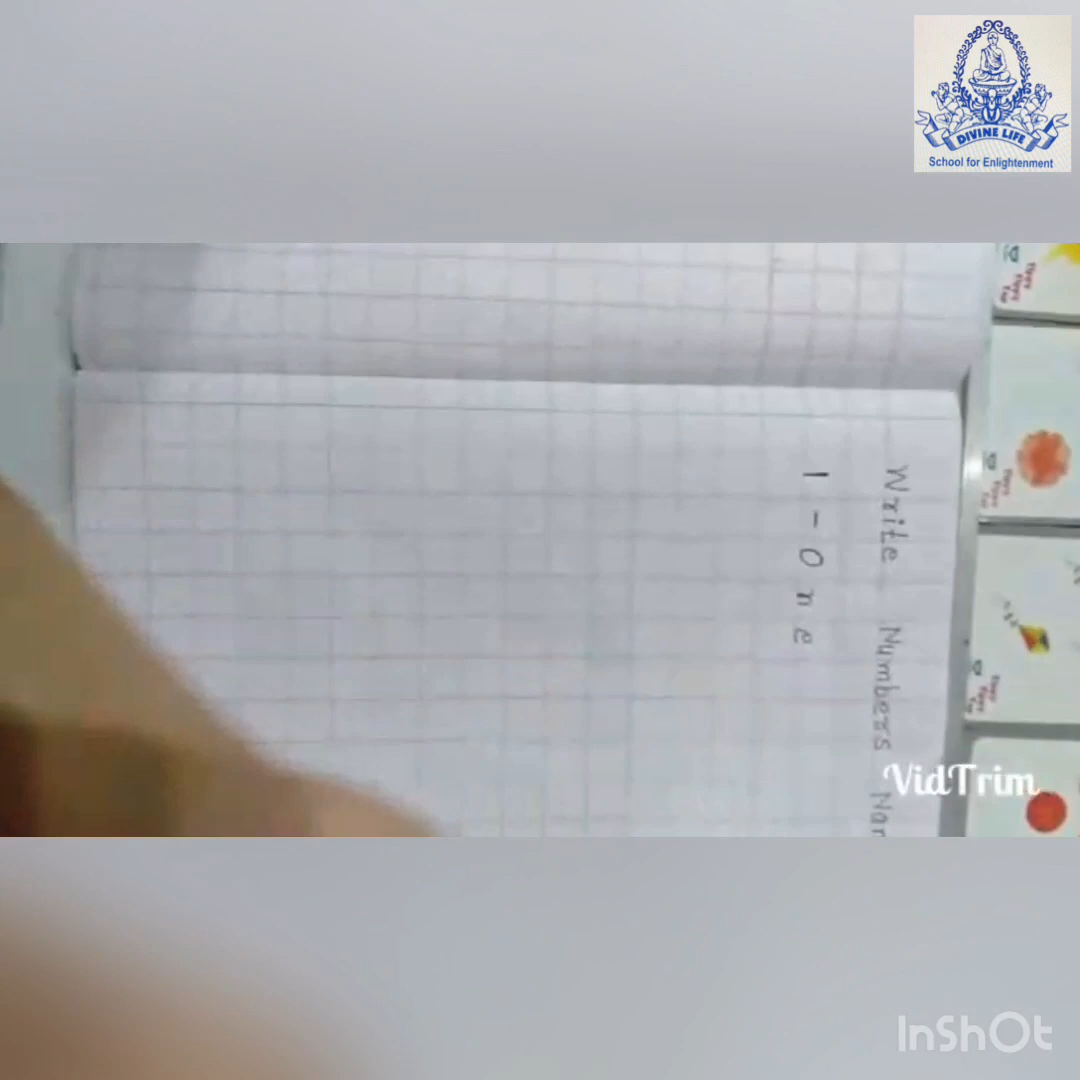 DIVINE LIFE
School for Enlightenment
Write Numbers Nam
1 - One
VidTrim
InShOt